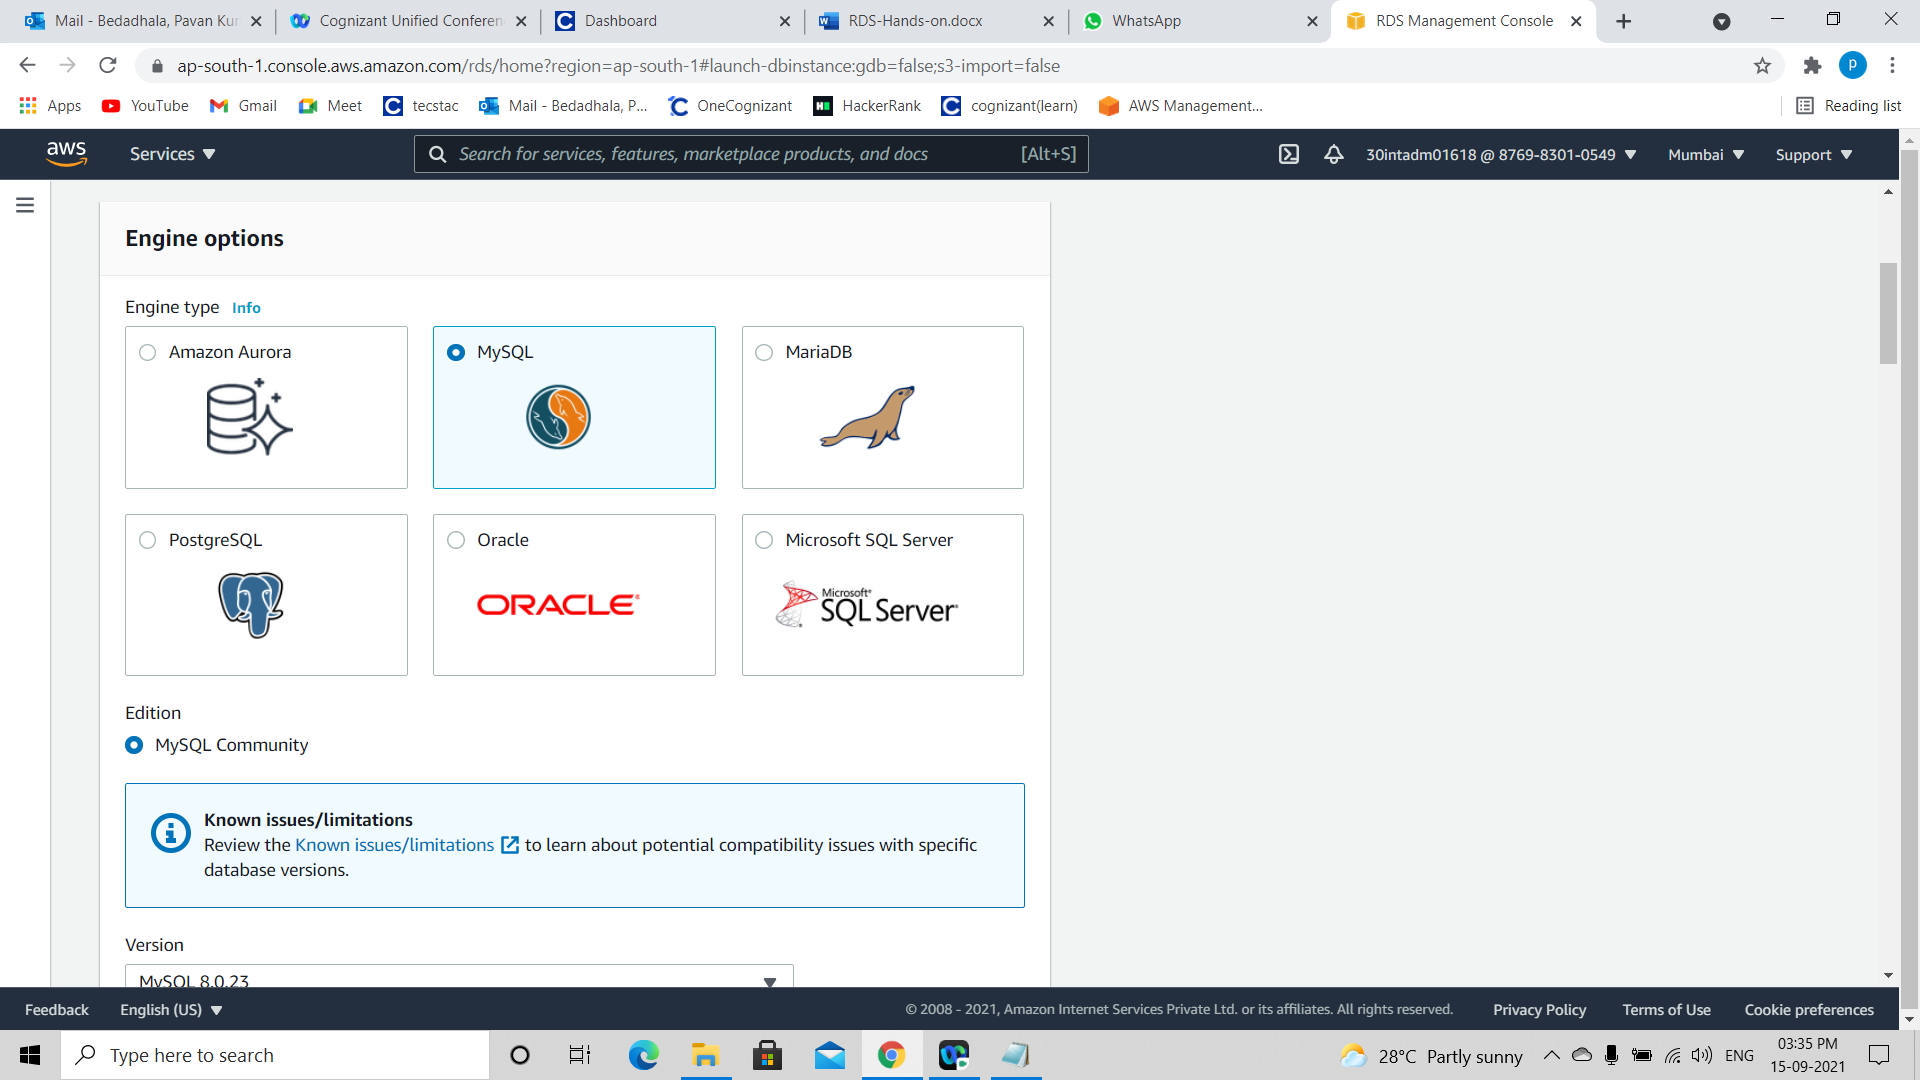 Mail - Bedadhala, Pavan Kur
Cognizant Unified Conferen
Dashboard
RDS-Hands-on.docx
WhatsApp
RDS Management Console
ap-south-1.console.aws.amazon.com/rds/home?region=ap-south-1#launch-dbinstance:gdb=false;s3-import=false
P
Apps
YouTube
Gmail
Meet
tecstac
Mail - Bedadhala, P...
OneCognizant
HackerRank
cognizant(learn)
AWS Management...
Reading list
aws
Services
Search for services, features, marketplace products, and docs
[Alt+S]
30intadm01618 @ 8769-8301-0549
Mumbai
Support
Engine options
Engine type Info
Amazon Aurora
MySQL
MariaDB
PostgreSQL
Oracle
Microsoft SQL Server
ORACLE
Microsoft®
SQL Server
Edition
MySQL Community
Known issues/limitations
Review the Known issues/limitations to learn about potential compatibility issues with specific
database versions.
Version
MySQL 8.0.23
Feedback
English (US)
© 2008 - 2021, Amazon Internet Services Private Ltd. or its affiliates. All rights reserved.
Privacy Policy
Terms of Use
Cookie preferences
Type here to search
28°C Partly sunny
ENG
03:35 PM
15-09-2021